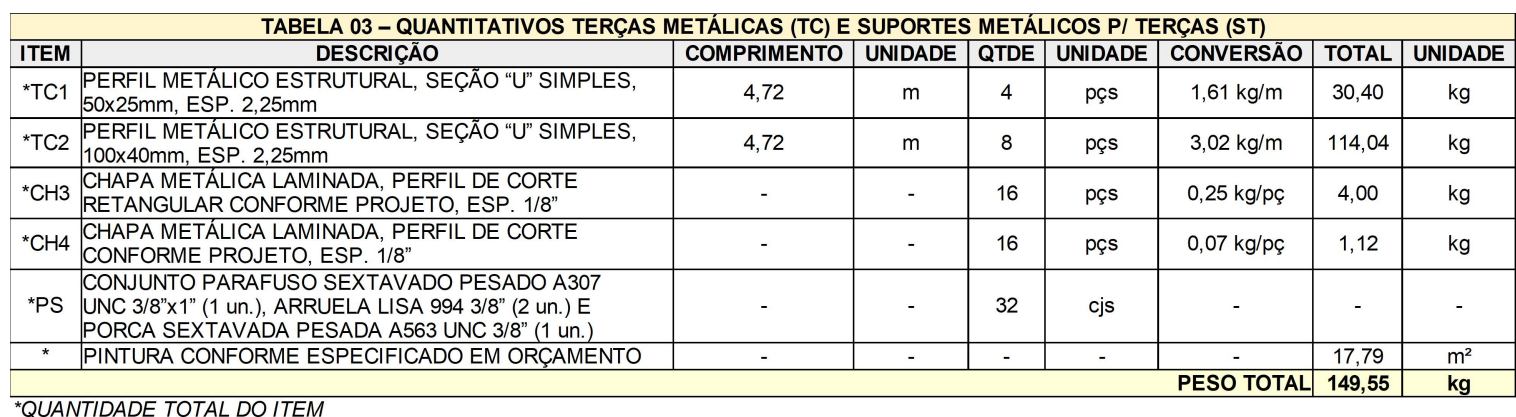 TABELA 03 – QUANTITATIVOS TERÇAS METÁLICAS (TC) E SUPORTES METÁLICOS P/ TERÇAS (ST)
ITEM DESCRIÇÃO COMPRIMENTO UNIDADE QTDE UNIDADE CONVERSÃO TOTAL UNIDADE
*TC1 PERFIL METÁLICO ESTRUTURAL, SEÇÃO “U” SIMPLES, 4,72 m 4 pçs 1,61 kg/m 30,40 kg
50x25mm, ESP. 2,25mm
*TC2 PERFIL METÁLICO ESTRUTURAL, SEÇÃO “U” SIMPLES, 4,72 m 8 pçs 3,02 kg/m 114,04 kg
100x40mm, ESP. 2,25mm
*CH3 CHAPA METÁLICA LAMINADA, PERFIL DE CORTE - - 16 pçs 0,25 kg/pç 4,00 kg
RETANGULAR CONFORME PROJETO, ESP. 1/8”
*CH4 CHAPA METÁLICA LAMINADA, PERFIL DE CORTE - - 16 pçs 0,07 kg/pç 1,12 kg
CONFORME PROJETO, ESP. 1/8”
CONJUNTO PARAFUSO SEXTAVADO PESADO A307
*PS UNC 3/8”x1” (1 un.), ARRUELA LISA 994 3/8” (2 un.) E - - 32 cjs - - -
PORCA SEXTAVADA PESADA A563 UNC 3/8” (1 un.)
* PINTURA CONFORME ESPECIFICADO EM ORÇAMENTO - - - - - 17,79 m²
PESO TOTAL 149,55 kg
*QUANTIDADE TOTAL DO ITEM